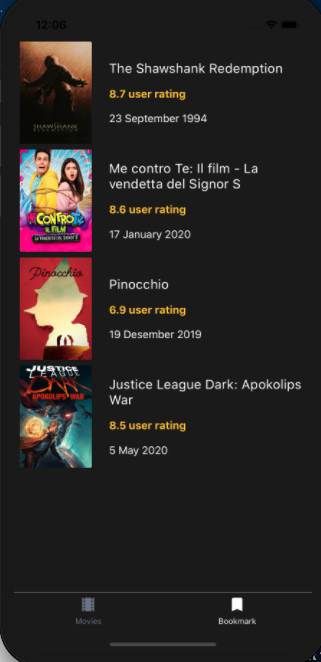 12:06
The Shawshank Redemption
8.7 user rating
23 September 1994
SHAWSHANK
REDEMPTION
Me contro Te: Il film - La
vendetta del Signor S
8.6 user rating
17 January 2020
ME CONTRO TE
IL FILM
LA VENDETTA DEL SIGNOR S
Pinocchio
Pinocchio
6.9 user rating
19 Desember 2019
JUSTICE
LEAGUE
DARK
APOKOLIPS WAR
Justice League Dark: Apokolips
War
8.5 user rating
5 May 2020
Movies
Bookmark